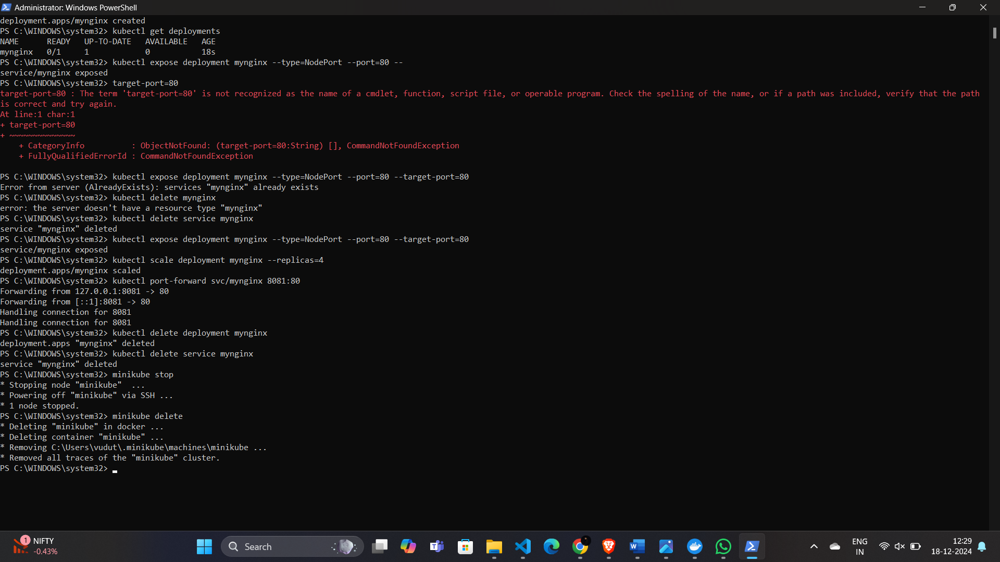 Administrator: Windows PowerShell
deployment.apps/mynginx created
PS C:\WINDOWS\system32> kubectl get deployments
NAME      READY   UP-TO-DATE   AVAILABLE   AGE
mynginx   0/1     1            0           18s
PS C:\WINDOWS\system32> kubectl expose deployment mynginx --type=NodePort --port=80 --
service/mynginx exposed
PS C:\WINDOWS\system32> target-port=80
target-port=80 : The term 'target-port=80' is not recognized as the name of a cmdlet, function, script file, or operable program. Check the spelling of the name, or if a path was included, verify that the path
is correct and try again.
At line:1 char:1
+ target-port=80
+ ~~~~~~~~~~~~~~
    + CategoryInfo          : ObjectNotFound: (target-port=80:String) [], CommandNotFoundException
    + FullyQualifiedErrorId : CommandNotFoundException
PS C:\WINDOWS\system32> kubectl expose deployment mynginx --type=NodePort --port=80 --target-port=80
Error from server (AlreadyExists): services "mynginx" already exists
PS C:\WINDOWS\system32> kubectl delete mynginx
error: the server doesn't have a resource type "mynginx"
PS C:\WINDOWS\system32> kubectl delete service mynginx
service "mynginx" deleted
PS C:\WINDOWS\system32> kubectl expose deployment mynginx --type=NodePort --port=80 --target-port=80
service/mynginx exposed
PS C:\WINDOWS\system32> kubectl scale deployment mynginx --replicas=4
deployment.apps/mynginx scaled
PS C:\WINDOWS\system32> kubectl port-forward svc/mynginx 8081:80
Forwarding from 127.0.0.1:8081 -> 80
Forwarding from [::1]:8081 -> 80
Handling connection for 8081
Handling connection for 8081
PS C:\WINDOWS\system32> kubectl delete deployment mynginx
deployment.apps "mynginx" deleted
PS C:\WINDOWS\system32> kubectl delete service mynginx
service "mynginx" deleted
PS C:\WINDOWS\system32> minikube stop
* Stopping node "minikube"  ...
* Powering off "minikube" via SSH ...
* 1 node stopped.
PS C:\WINDOWS\system32> minikube delete
* Deleting "minikube" in docker ...
* Deleting container "minikube" ...
* Removing C:\Users\vudut\.minikube\machines\minikube ...
* Removed all traces of the "minikube" cluster.
PS C:\WINDOWS\system32>
1
NIFTY
-0.43%
Search
ENG
IN
12:29
18-12-2024